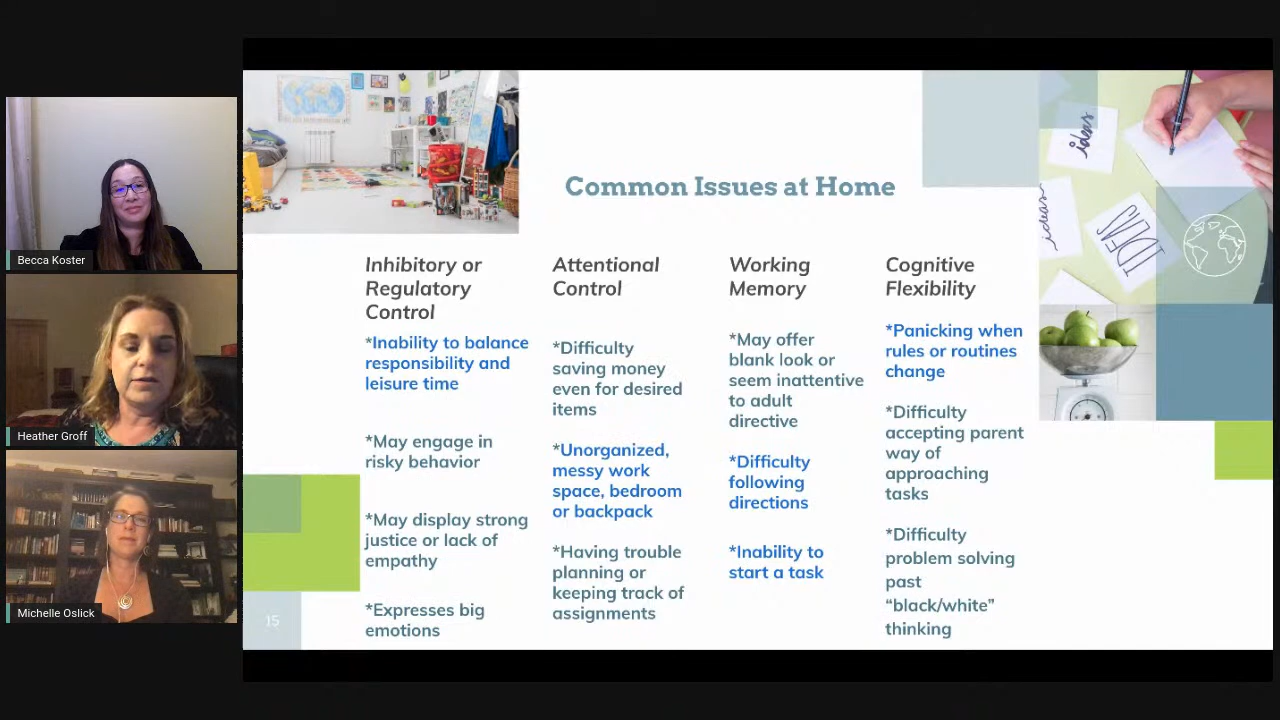 Becca Koster
Heather Groff
Michelle Oslick
Common Issues at Home
Inhibitory or
Regulatory
Control
*Inability to balance
responsibility and
leisure time
*May engage in
risky behavior
*May display strong
justice or lack of
empathy
*Expresses big
emotions
Attentional
Control
*Difficulty
saving money
even for desired
items
*Unorganized,
messy work
space, bedroom
or backpack
*Having trouble
planning or
keeping track of
assignments
Working
Memory
*May offer
blank look or
seem inattentive
to adult
directive
*Difficulty
following
directions
*Inability to
start a task
Cognitive
Flexibility
*Panicking when
rules or routines
change
*Difficulty
accepting parent
way of
approaching
tasks
*Difficulty
problem solving
past
“black/white”
thinking
ideas
ideas
IDEAS
15